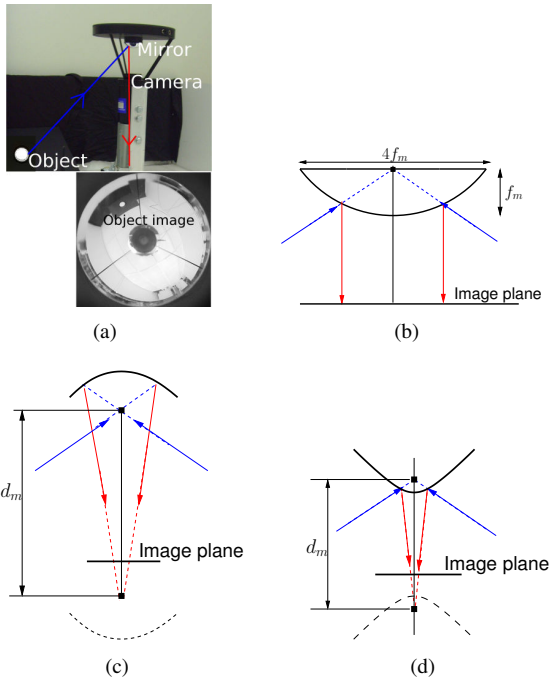 Mirror
Camera
Object
Object image
(a)
4f_m
f_m
Image plane
(b)
d_m
Image plane
(c)
d_m
Image plane
(d)